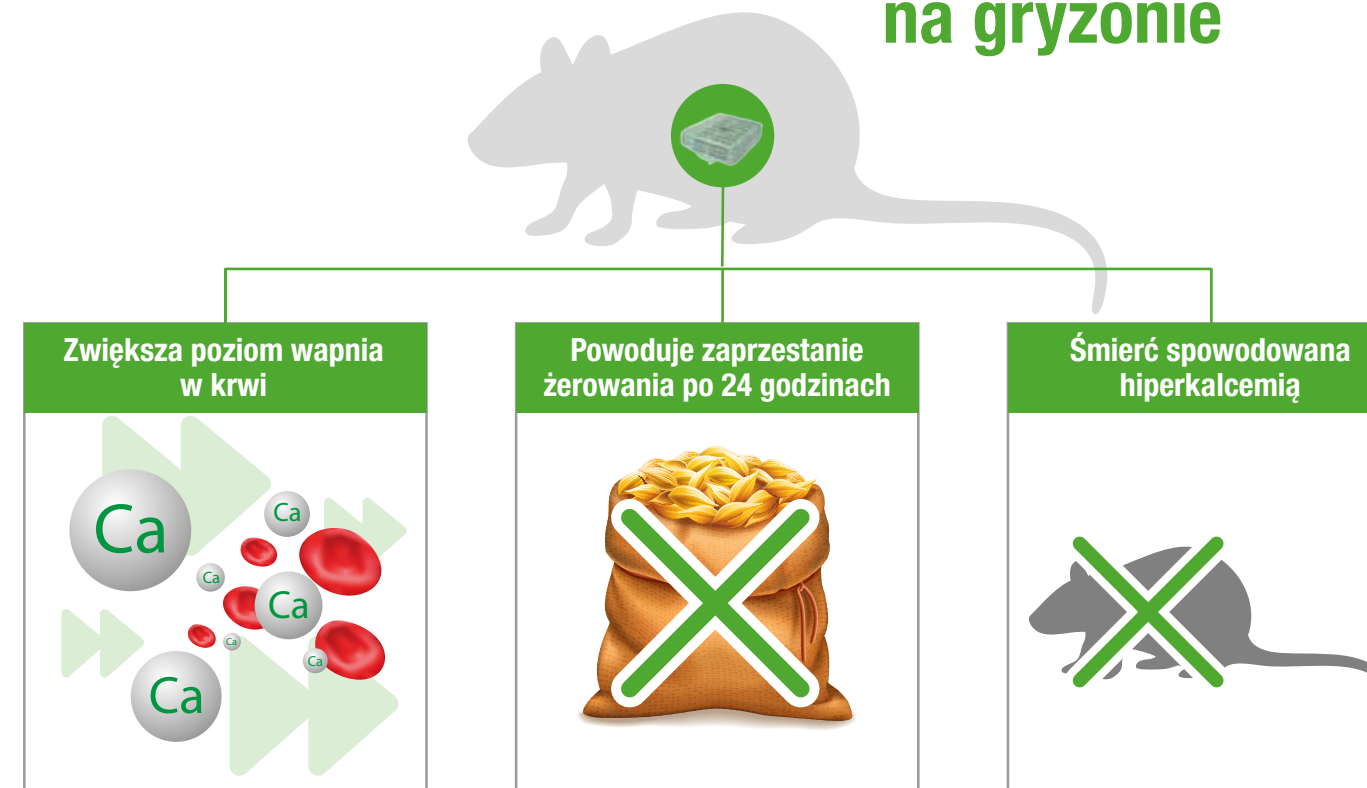 na gryzonie
Zwiększa poziom wapnia
w krwi
Powoduje zaprzestanie
żerowania po 24 godzinach
Śmierć spowodowana
hiperkalcemią
Ca
Ca
Ca
Ca
Ca
Ca
Ca